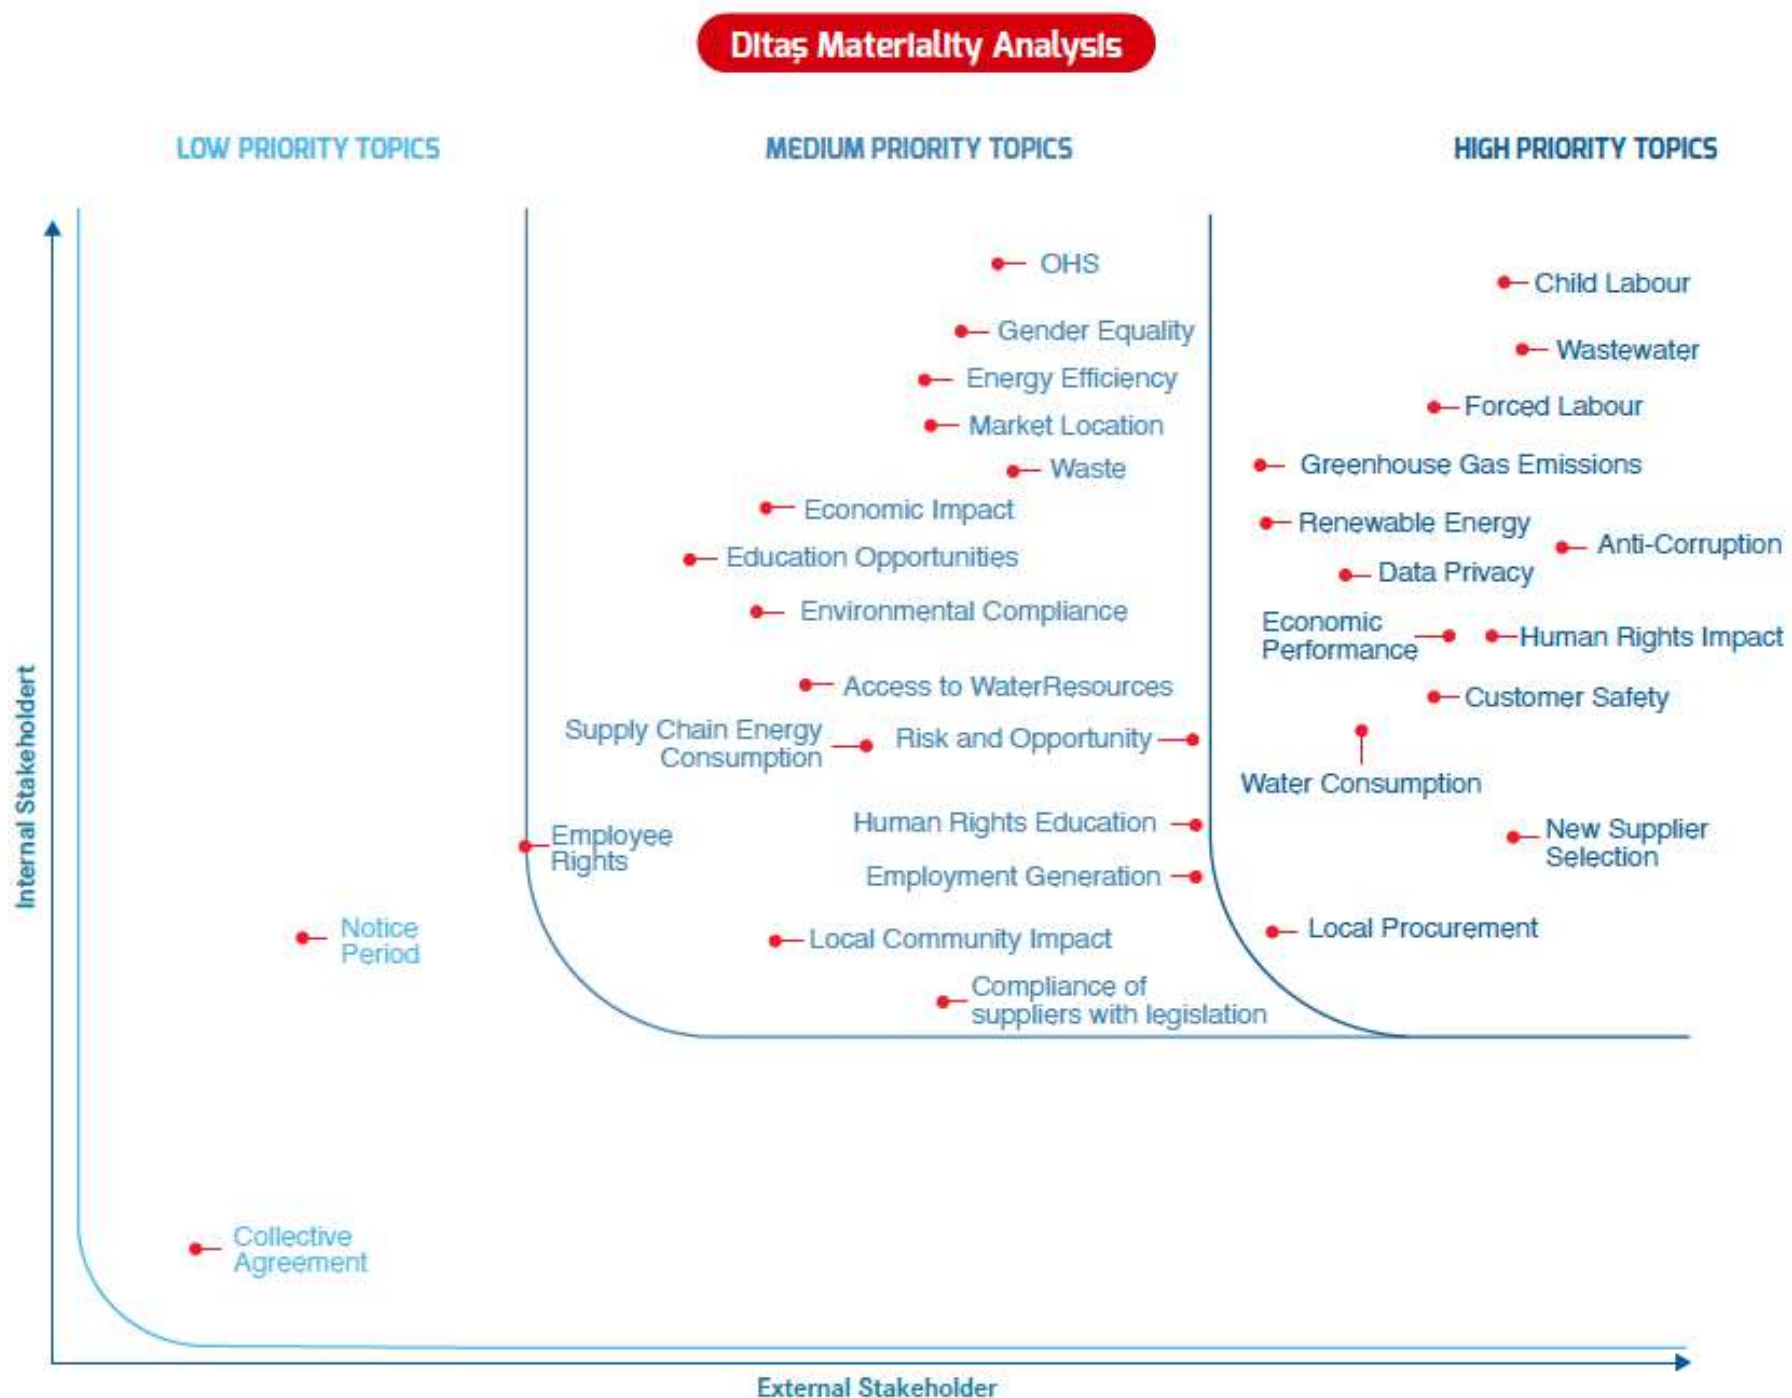 Ditaş Materiality Analysis
LOW PRIORITY TOPICS
MEDIUM PRIORITY TOPICS
HIGH PRIORITY TOPICS
OHS
Gender Equality
Energy Efficiency
Market Location
Waste
Economic Impact
Education Opportunities
Environmental Compliance
Access to WaterResources
Supply Chain Energy
Consumption
Risk and Opportunity
Human Rights Education
Employment Generation
Employee
Rights
Local Community Impact
Compliance of
suppliers with legislation
Child Labour
Wastewater
Forced Labour
Greenhouse Gas Emissions
Renewable Energy
Anti-Corruption
Data Privacy
Economic
Performance
Human Rights Impact
Customer Safety
Water Consumption
New Supplier
Selection
Local Procurement
Notice
Period
Collective
Agreement
Internal Stakeholdert
External Stakeholder